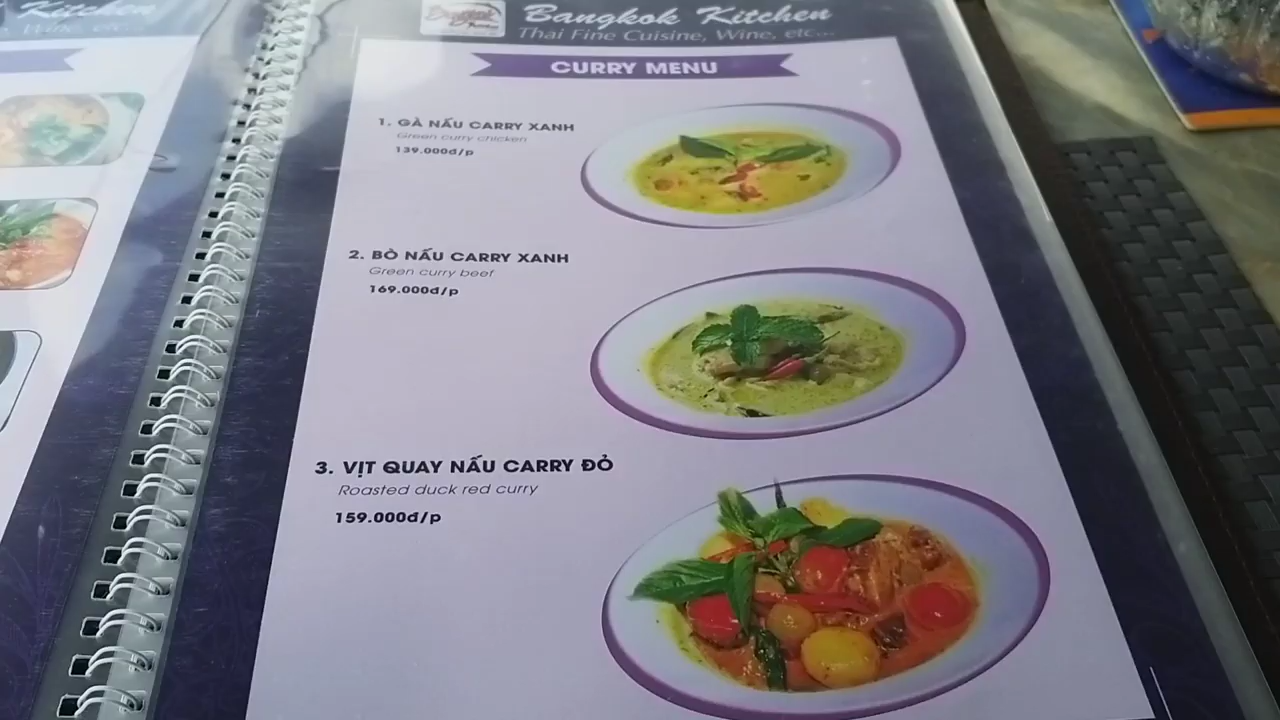 Kitchen
, Wine, etc...
Bangkok Kitchen
Thai Fine Cuisine, Wine, etc...
CURRY MENU
1. GÀ NẤU CARRY XANH
Green curry chicken
139.000đ/p
2. BÒ NẤU CARRY XANH
Green curry beef
169.000đ/p
3. VỊT QUAY NẤU CARRY ĐỎ
Roasted duck red curry
159.000đ/p